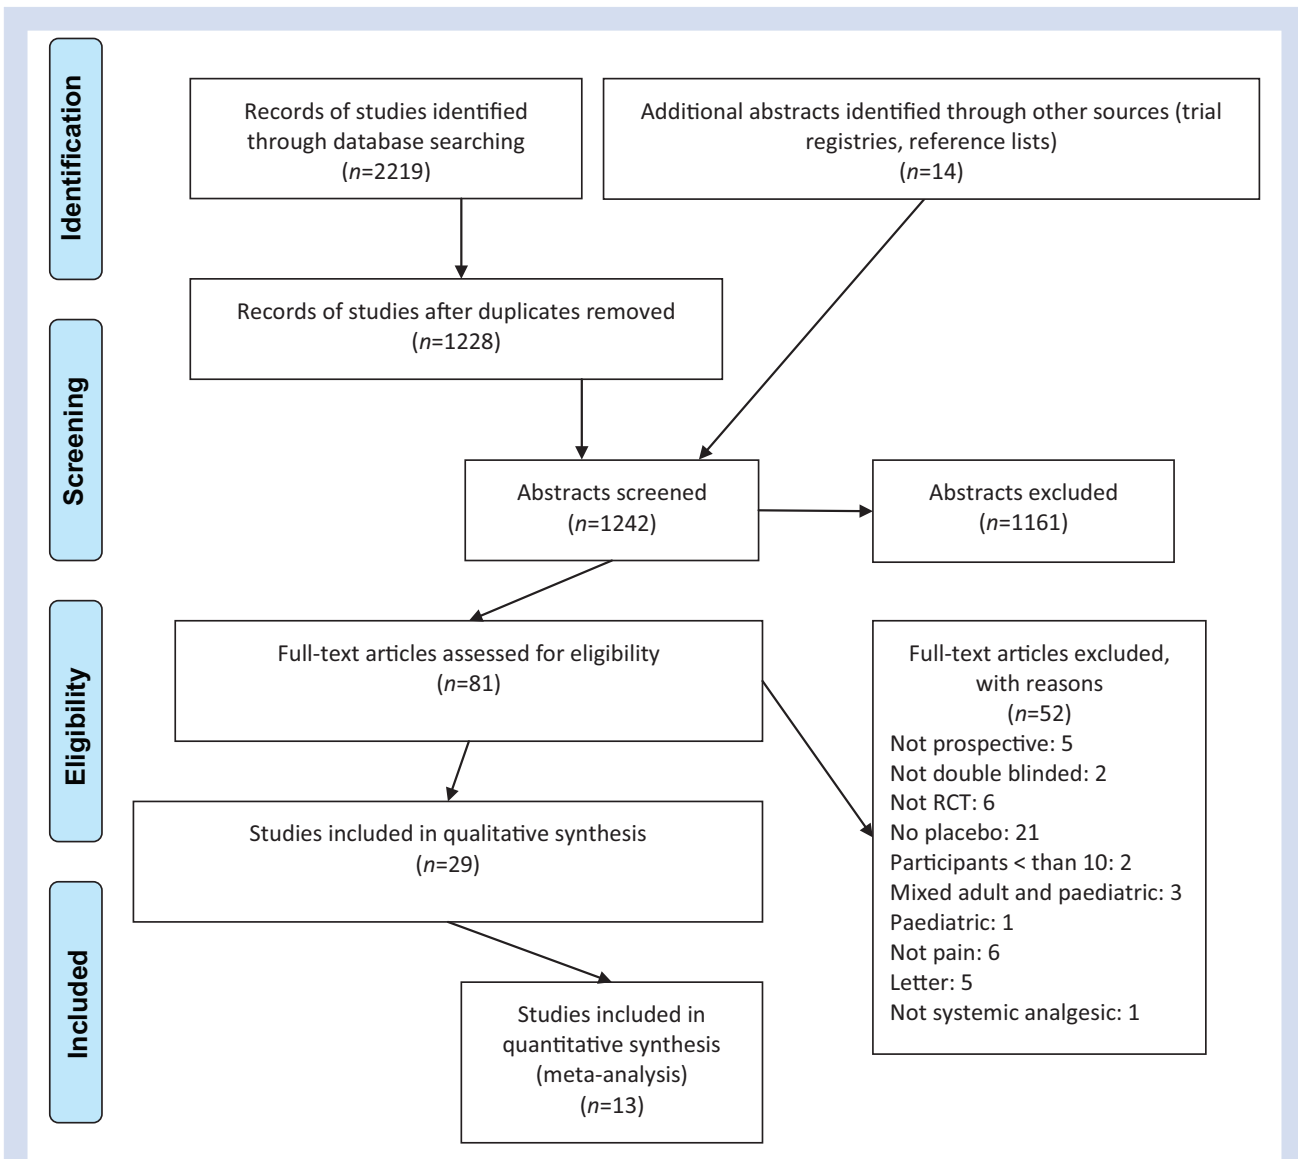 Identification
Records of studies identified
through database searching
(n=2219)
Additional abstracts identified through other sources (trial
registries, reference lists)
(n=14)
Records of studies after duplicates removed
(n=1228)
Screening
Abstracts screened
(n=1242)
Abstracts excluded
(n=1161)
Eligibility
Full-text articles assessed for eligibility
(n=81)
Full-text articles excluded,
with reasons
(n=52)
Not prospective: 5
Not double blinded: 2
Not RCT: 6
No placebo: 21
Participants < than 10: 2
Mixed adult and paediatric: 3
Paediatric: 1
Not pain: 6
Letter: 5
Not systemic analgesic: 1
Studies included in qualitative synthesis
(n=29)
Included
Studies included in
quantitative synthesis
(meta-analysis)
(n=13)